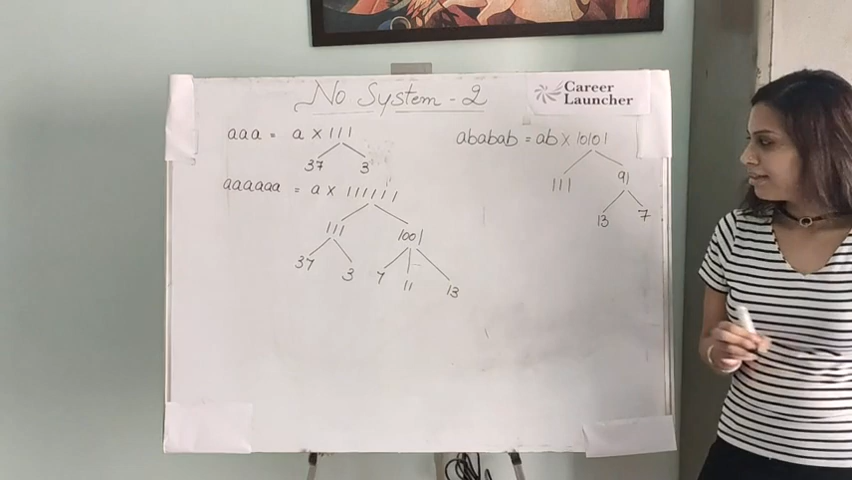 No System - 2
Career
Launcher
aaa = a × 111
37 3
aaaaaa = a × 111111
111 1001
37 3 7 11 13
ababab = ab × 10101
111 91
13 7